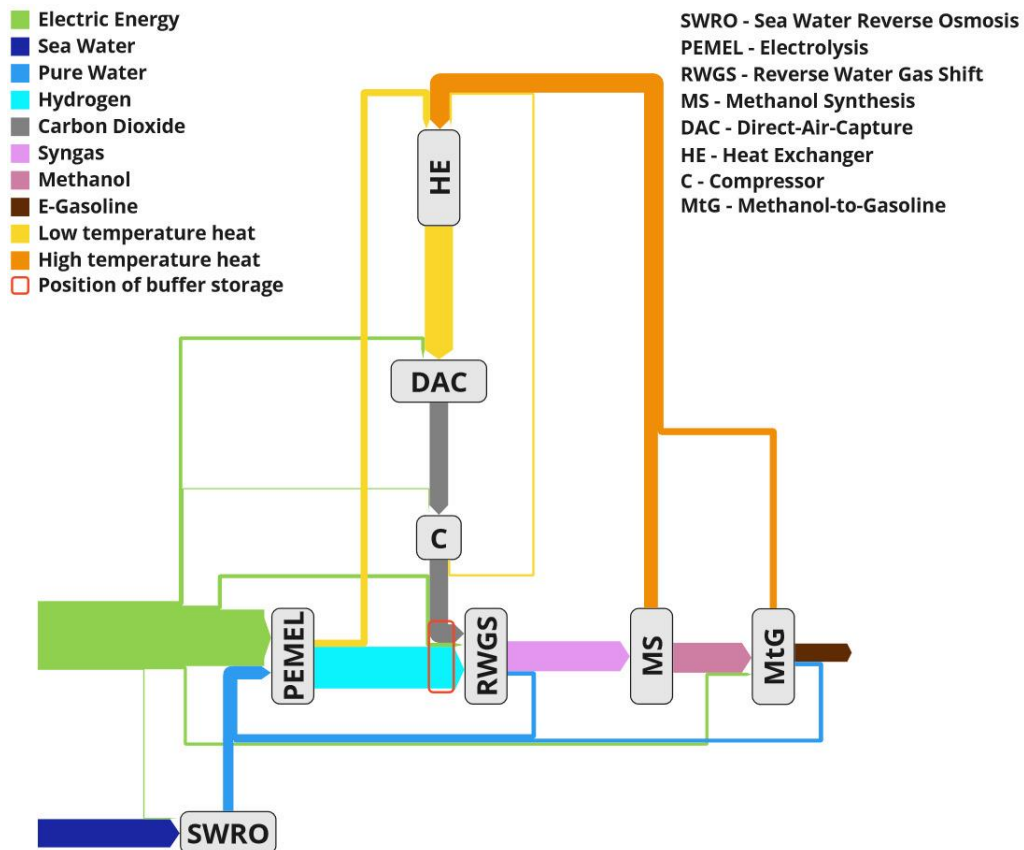 Electric Energy
Sea Water
Pure Water
Hydrogen
Carbon Dioxide
Syngas
Methanol
E-Gasoline
Low temperature heat
High temperature heat
Position of buffer storage
SWRO - Sea Water Reverse Osmosis
PEMEL - Electrolysis
RWGS - Reverse Water Gas Shift
MS - Methanol Synthesis
DAC - Direct-Air-Capture
HE - Heat Exchanger
C - Compressor
MtG - Methanol-to-Gasoline
HE
DAC
C
PEMEL
RWGS
MS
MtG
SWRO